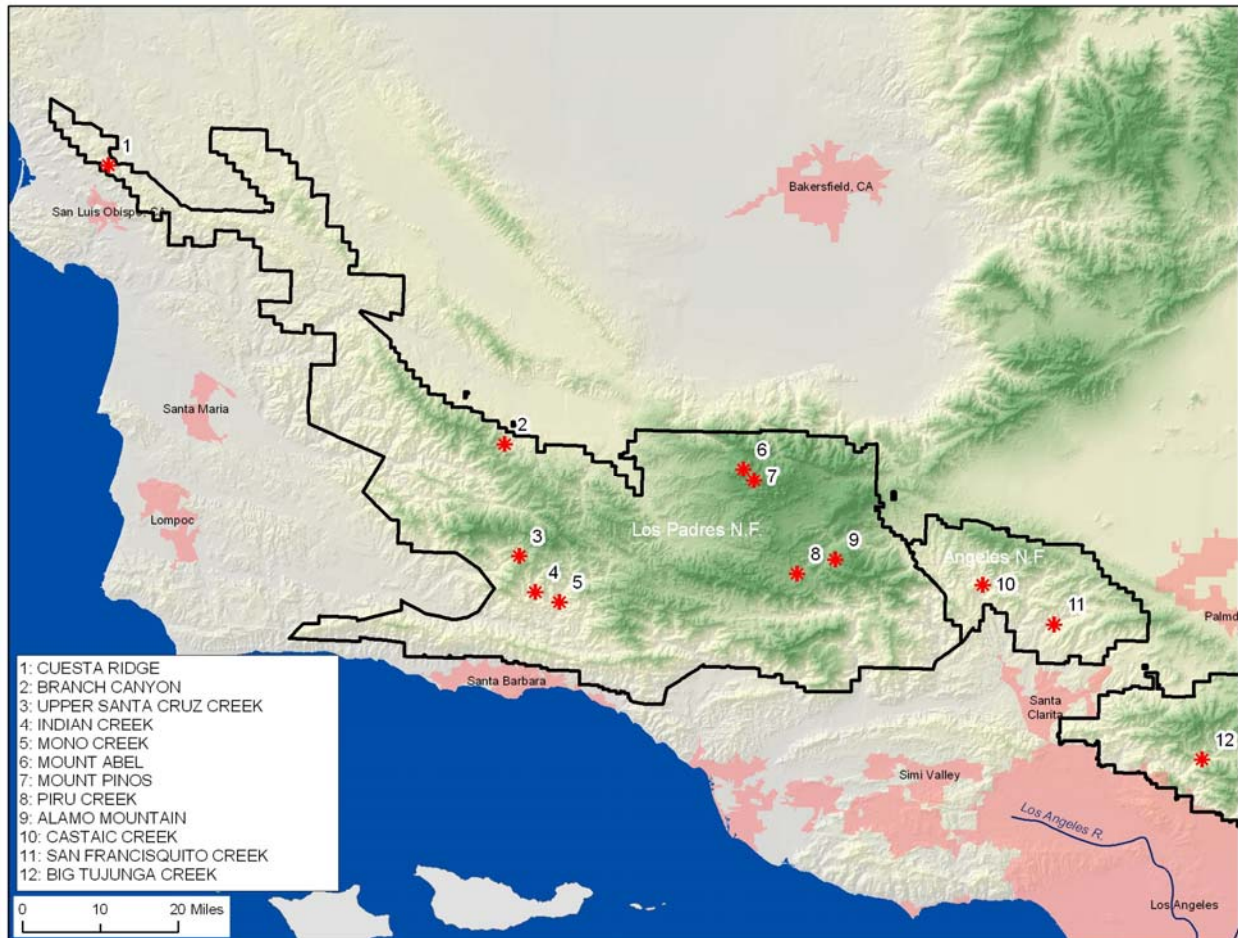 1
San Luis Obispo, CA
Bakersfield, CA
Santa Maria
2
6
7
Lompoc
Los Padres N.F.
3
9
8
Angeles N.F.
4
5
10
11
Palmd
Santa Barbara
Santa
Clarita
12
Simi Valley
Los Angeles R.
Los Angeles
1: CUESTA RIDGE
2: BRANCH CANYON
3: UPPER SANTA CRUZ CREEK
4: INDIAN CREEK
5: MONO CREEK
6: MOUNT ABEL
7: MOUNT PINOS
8: PIRU CREEK
9: ALAMO MOUNTAIN
10: CASTAIC CREEK
11: SAN FRANCISQUITO CREEK
12: BIG TUJUNGA CREEK
0 10 20 Miles